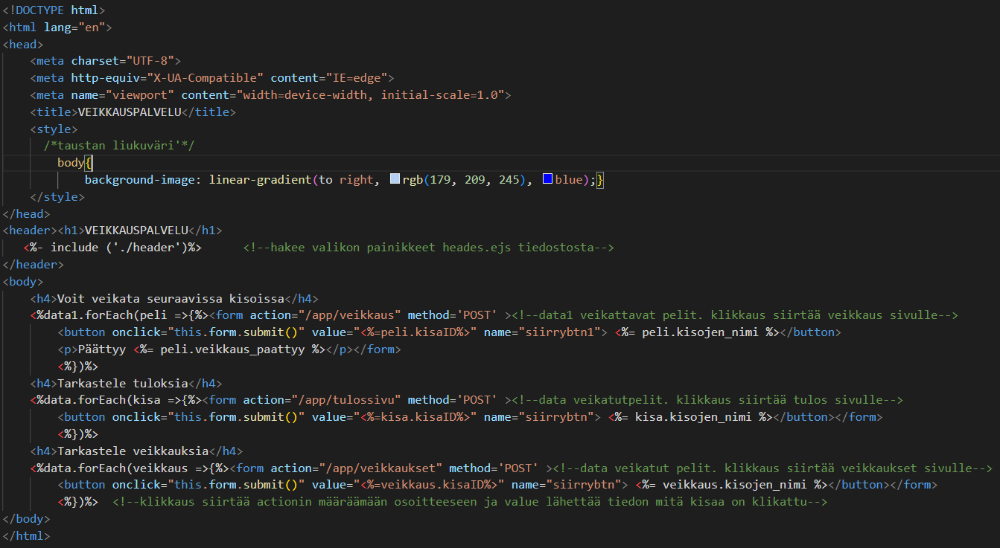 <!DOCTYPE html>
<html lang="en">
<head>
    <meta charset="UTF-8">
    <meta http-equiv="X-UA-Compatible" content="IE=edge">
    <meta name="viewport" content="width=device-width, initial-scale=1.0">
    <title>VEIKKAUSPALVELU</title>
    <style>
      /*taustan liukuväri'*/
        body{
            background-image: linear-gradient(to right, rgb(179, 209, 245), blue);}
    </style>
</head>
<header><h1>VEIKKAUSPALVELU</h1>
   <%- include ('./header')%>      <!--hakee valikon painikkeet heades.ejs tiedostosta-->
</header>
<body>
    <h4>Voit veikata seuraavissa kisoissa</h4>
    <%data1.forEach(peli =>{%><form action="/app/veikkaus" method='POST' ><!--data1 veikattavat pelit. klikkaus siirtää veikkaus sivulle-->
        <button onclick="this.form.submit()" value="<%=peli.kisaID%>" name="siirrybtn1"> <%= peli.kisojen_nimi %></button>
        <p>Päättyy <%= peli.veikkaus_paattyy %></p></form>
        <%})%>
    <h4>Tarkastele tuloksia</h4>
    <%data.forEach(kisa =>{%><form action="/app/tulossivu" method='POST' ><!--data veikatutpelit. klikkaus siirtää tulos sivulle-->
        <button onclick="this.form.submit()" value="<%=kisa.kisaID%>" name="siirrybtn"> <%= kisa.kisojen_nimi %></button></form>
        <%})%>
    <h4>Tarkastele veikkauksia</h4>
    <%data.forEach(veikkaus =>{%><form action="/app/veikkaukset" method='POST' ><!--data veikatut pelit. klikkaus siirtää veikkaukset sivulle-->
        <button onclick="this.form.submit()" value="<%=veikkaus.kisaID%>" name="siirrybtn"> <%= veikkaus.kisojen_nimi %></button></form>
        <%})%>  <!--klikkaus siirtää actionin määräämään osoitteeseen ja value lähettää tiedon mitä kisaa on klikattu-->
</body>
</html>